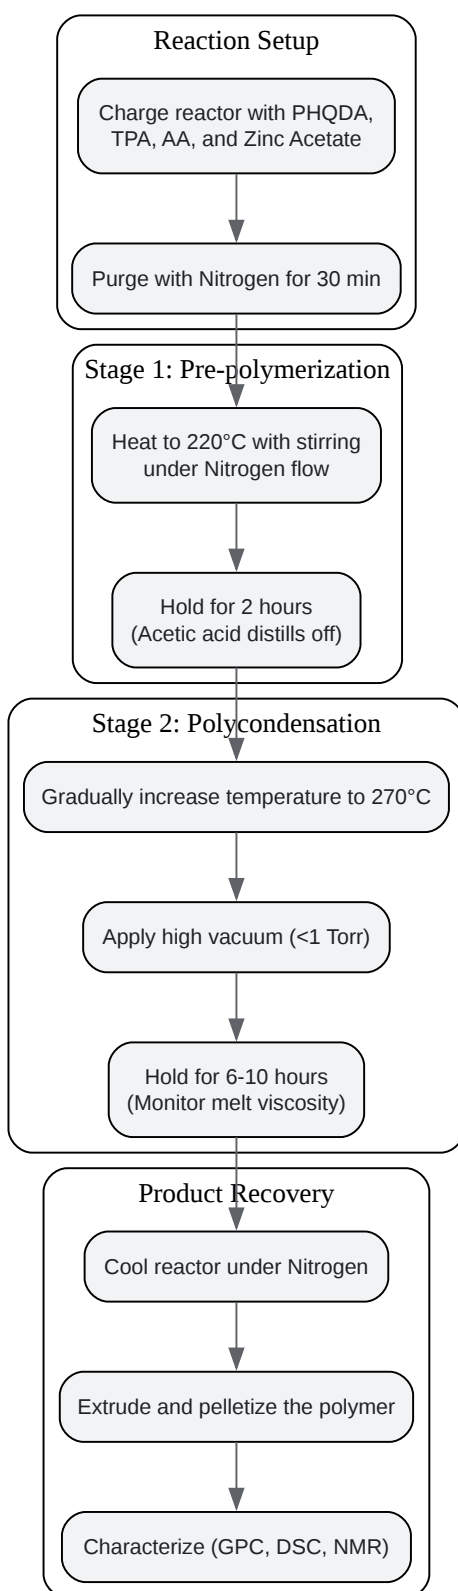 Reaction Setup
Charge reactor with PHQDA,
TPA, AA, and Zinc Acetate
Purge with Nitrogen for 30 min
Stage 1: Pre-polymerization
Heat to 220°C with stirring
under Nitrogen flow
Hold for 2 hours
(Acetic acid distills off)
Stage 2: Polycondensation
Gradually increase temperature to 270°C
Apply high vacuum (<1 Torr)
Hold for 6-10 hours
(Monitor melt viscosity)
Product Recovery
Cool reactor under Nitrogen
Extrude and pelletize the polymer
Characterize (GPC, DSC, NMR)